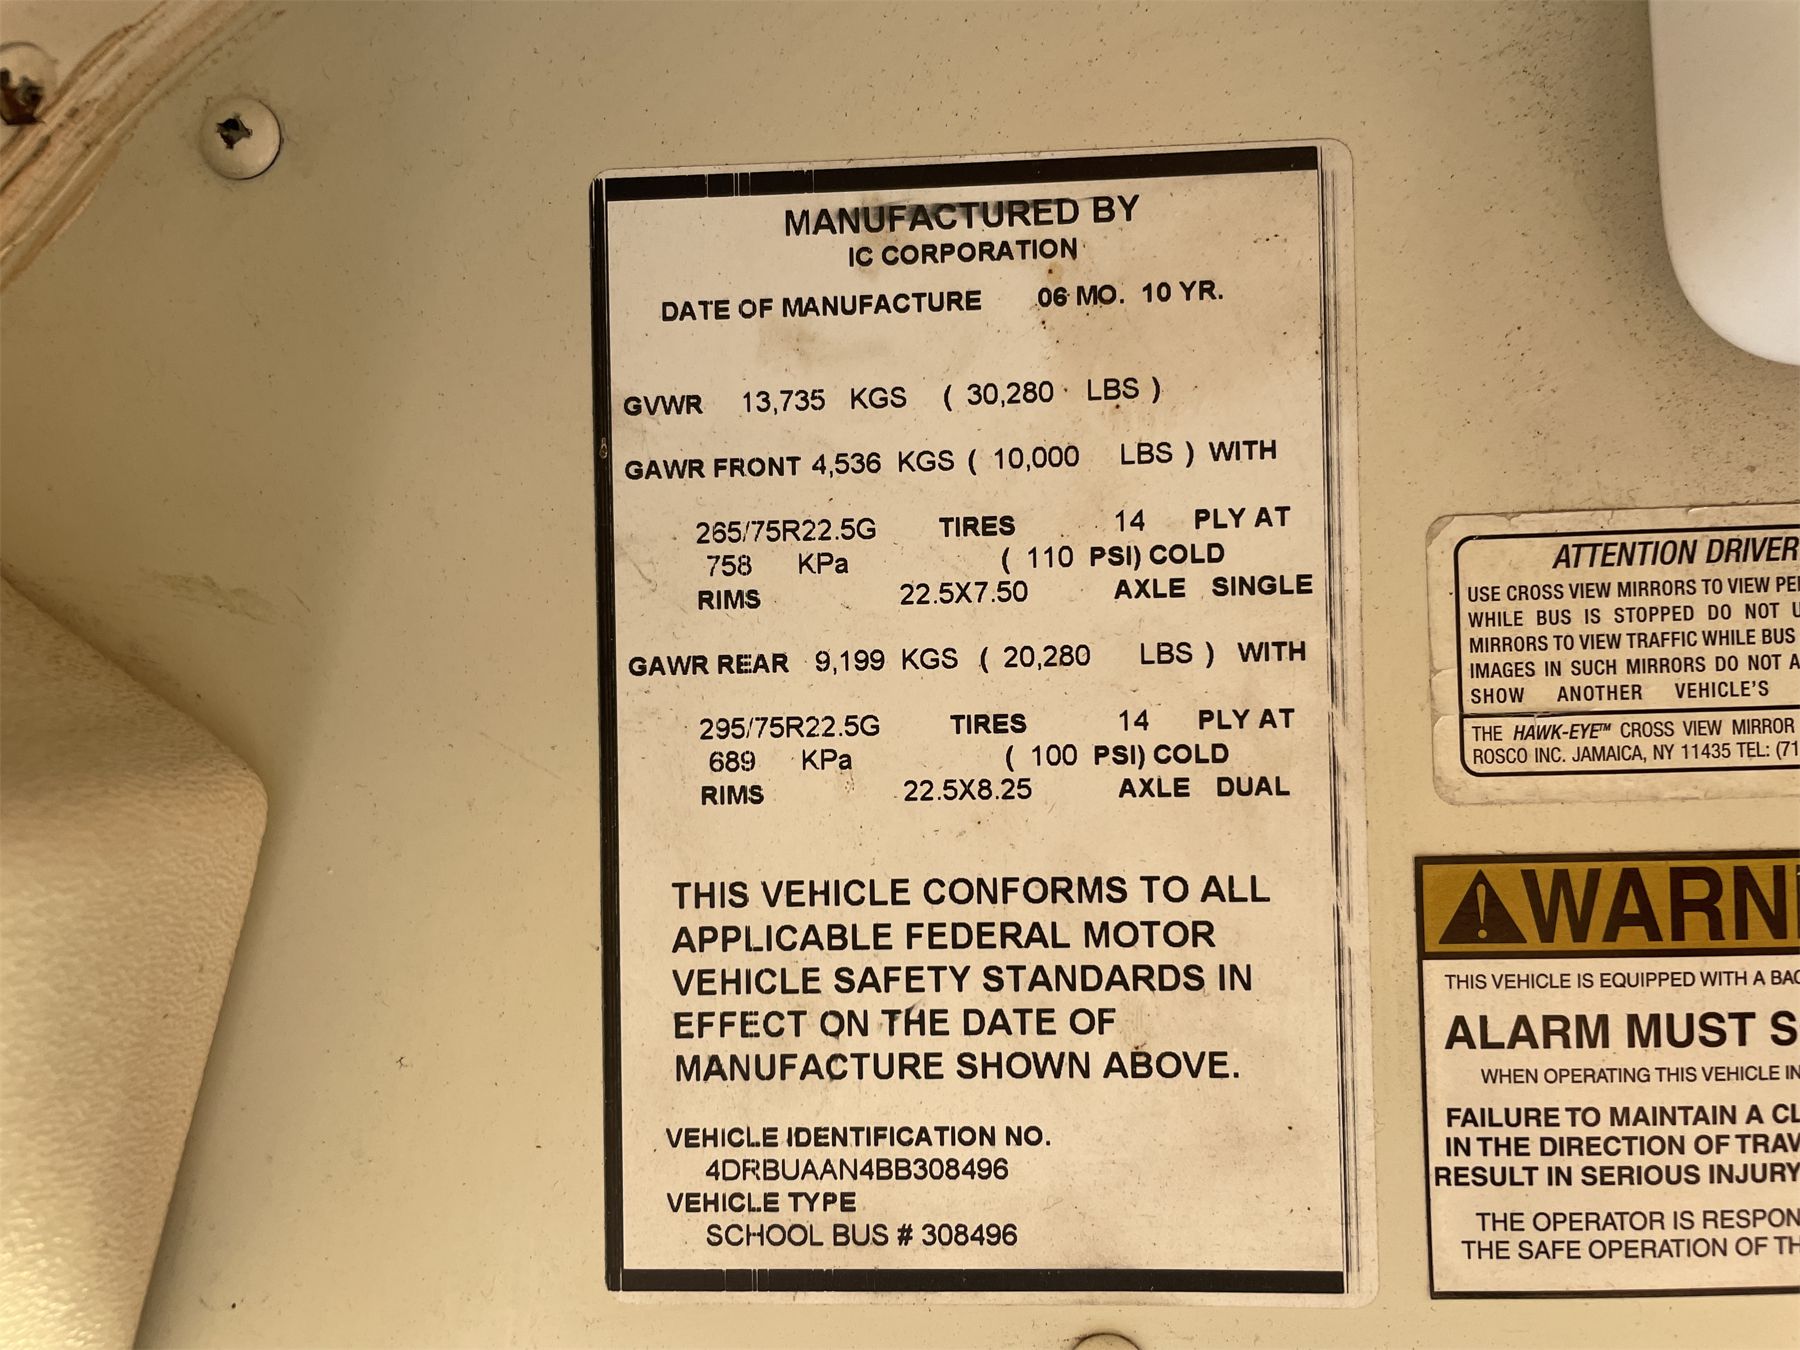 MANUFACTURED BY
IC CORPORATION
DATE OF MANUFACTURE 06 MO. 10 YR.
GVWR 13,735 KGS ( 30,280 LBS )
GAWR FRONT 4,536 KGS ( 10,000 LBS ) WITH
265/75R22.5G TIRES 14 PLY AT
758 KPa ( 110 PSI) COLD
RIMS 22.5X7.50 AXLE SINGLE
GAWR REAR 9,199 KGS ( 20,280 LBS ) WITH
295/75R22.5G TIRES 14 PLY AT
689 KPa ( 100 PSI) COLD
RIMS 22.5X8.25 AXLE DUAL
THIS VEHICLE CONFORMS TO ALL
APPLICABLE FEDERAL MOTOR
VEHICLE SAFETY STANDARDS IN
EFFECT ON THE DATE OF
MANUFACTURE SHOWN ABOVE.
VEHICLE IDENTIFICATION NO.
4DRBUAAN4BB308496
VEHICLE TYPE
SCHOOL BUS # 308496
ATTENTION DRIVER
USE CROSS VIEW MIRRORS TO VIEW
WHILE BUS IS STOPPED DO NOT
MIRRORS TO VIEW TRAFFIC WHILE BUS
IMAGES IN SUCH MIRRORS DO NOT
SHOW ANOTHER VEHICLE'S
THE HAWK-EYE™ CROSS VIEW MIRROR
ROSCO INC. JAMAICA, NY 11435 TEL: (71
WARNI
THIS VEHICLE IS EQUIPPED WITH A BAC
ALARM MUST S
WHEN OPERATING THIS VEHICLE IN
FAILURE TO MAINTAIN A CL
IN THE DIRECTION OF TRAV
RESULT IN SERIOUS INJURY
THE OPERATOR IS RESPON
THE SAFE OPERATION OF TH